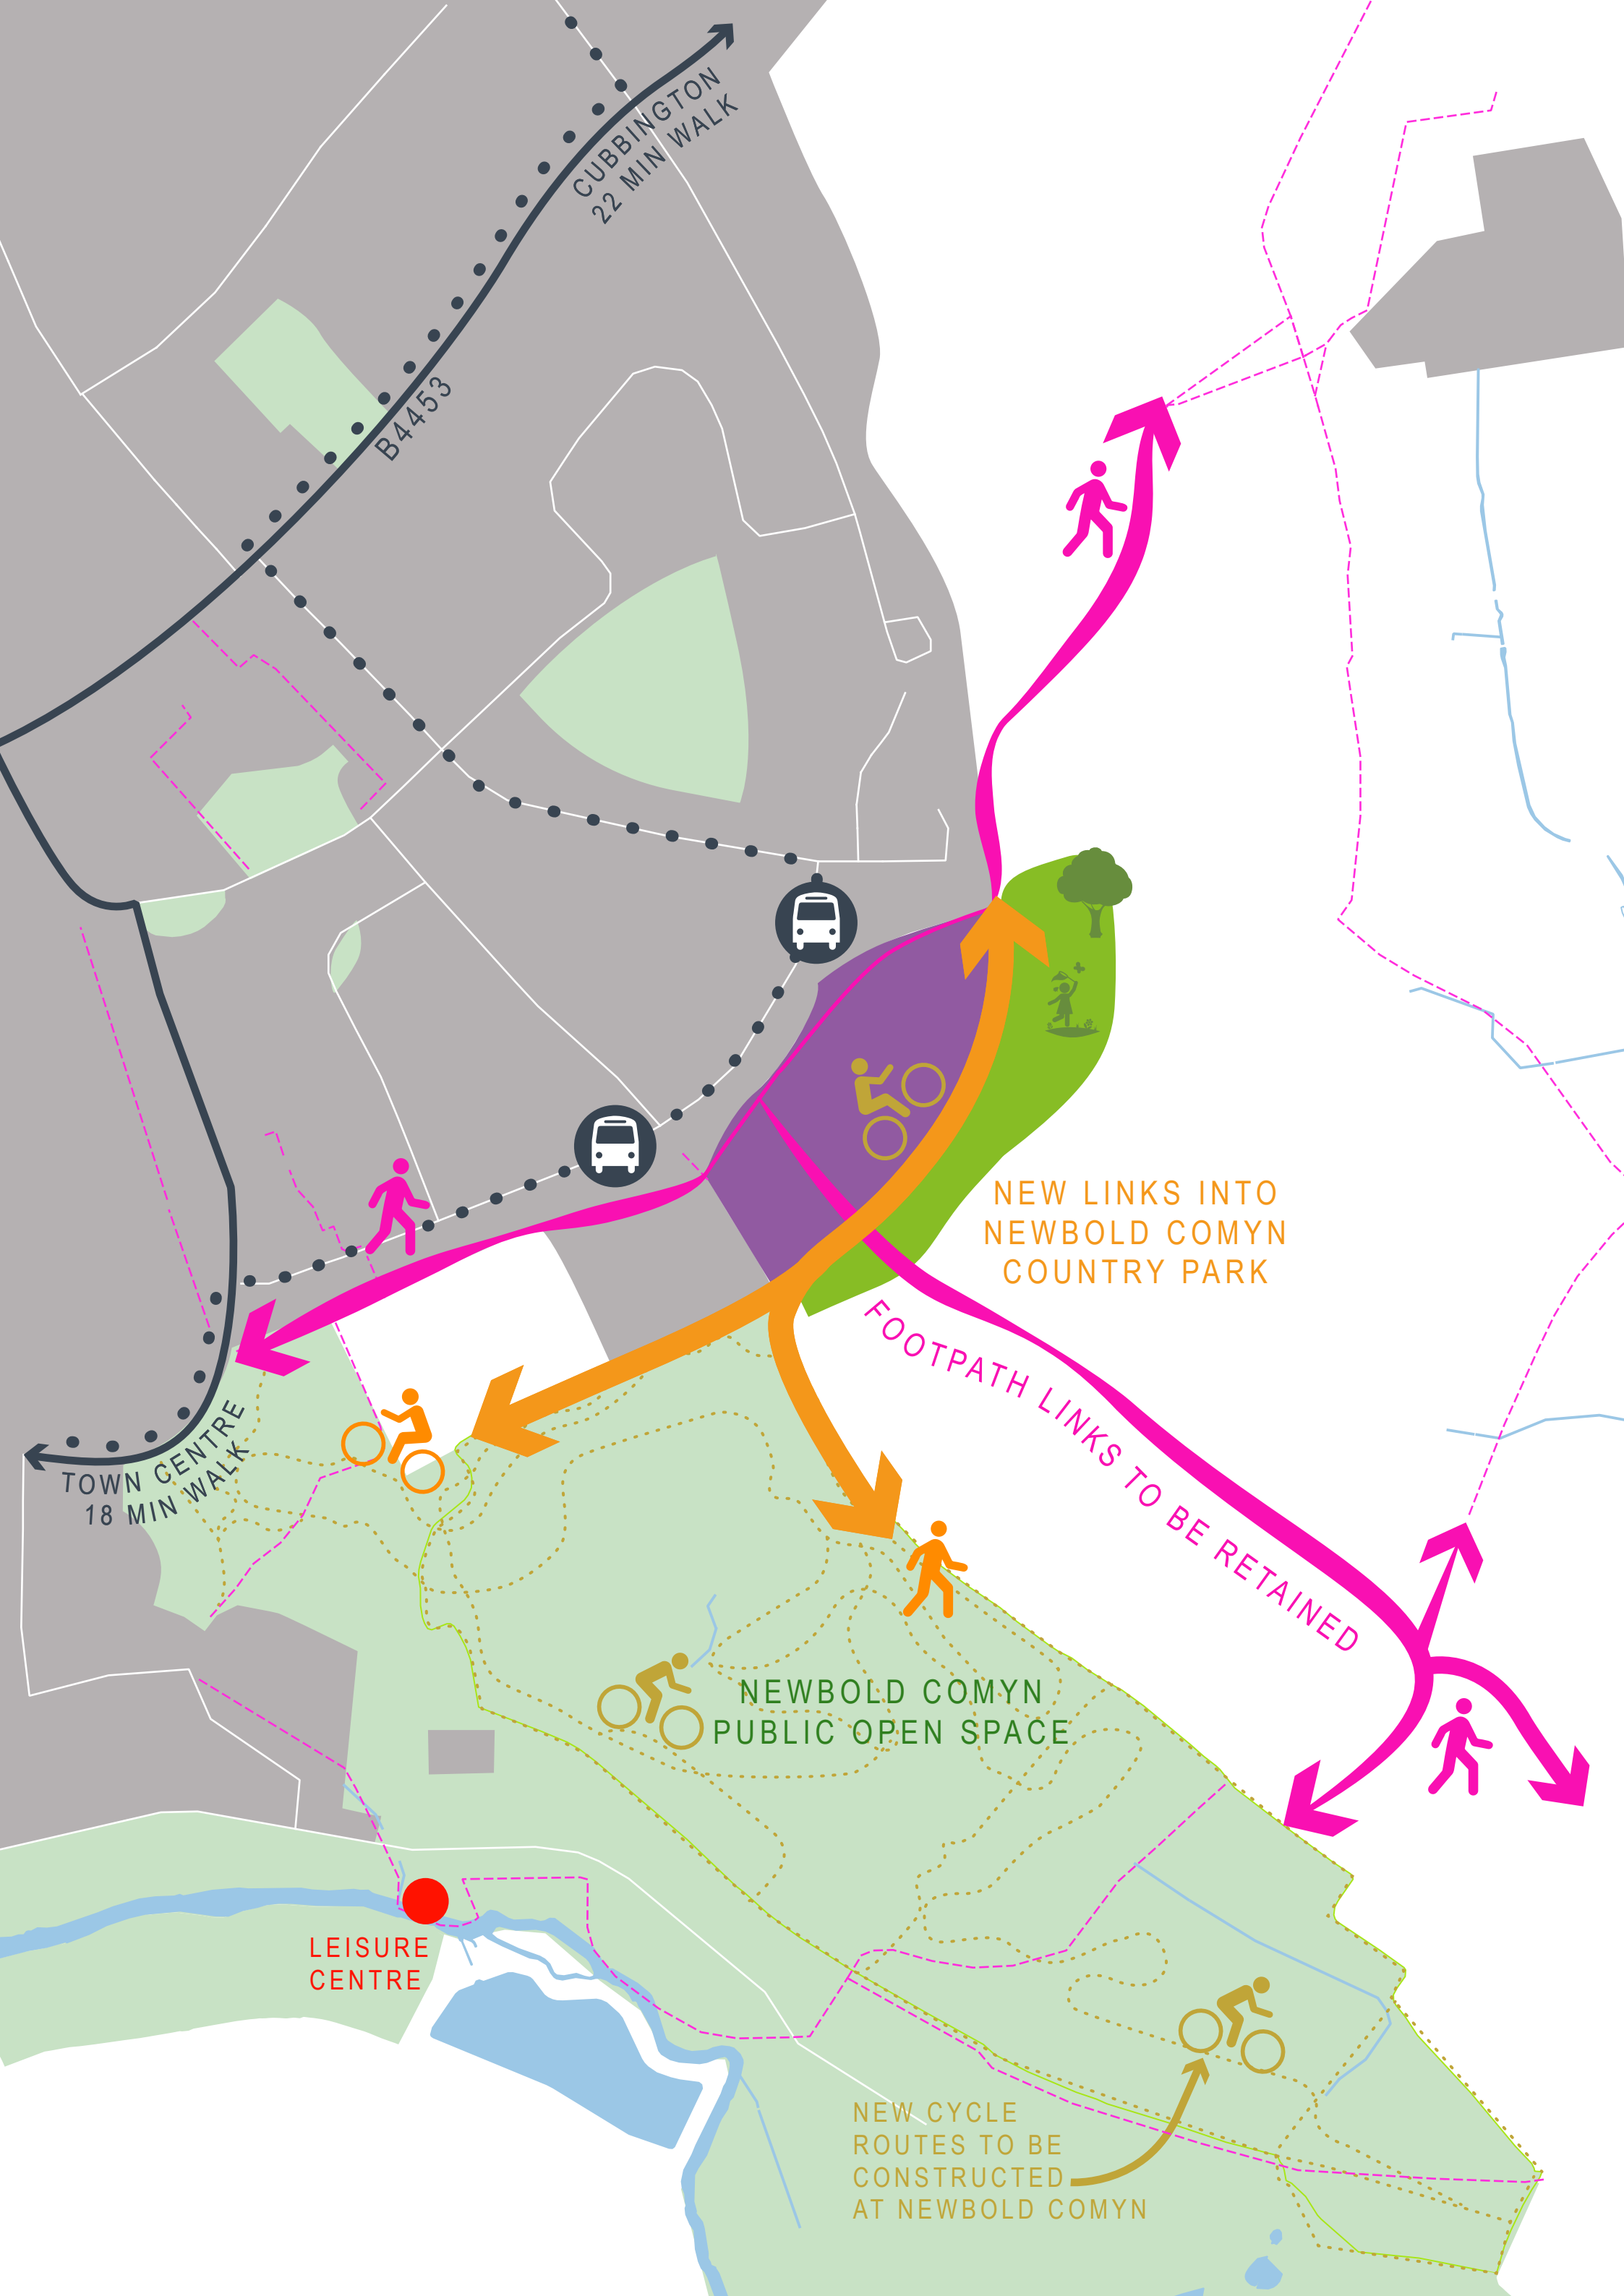 CUBBINGTON
22 MIN WALK
B4453
NEW LINKS INTO
NEWBOLD COMYN
COUNTRY PARK
FOOTPATH LINKS TO BE RETAINED
TOWN CENTRE
18 MIN WALK
NEWBOLD COMYN
PUBLIC OPEN SPACE
LEISURE
CENTRE
NEW CYCLE
ROUTES TO BE
CONSTRUCTED
AT NEWBOLD COMYN